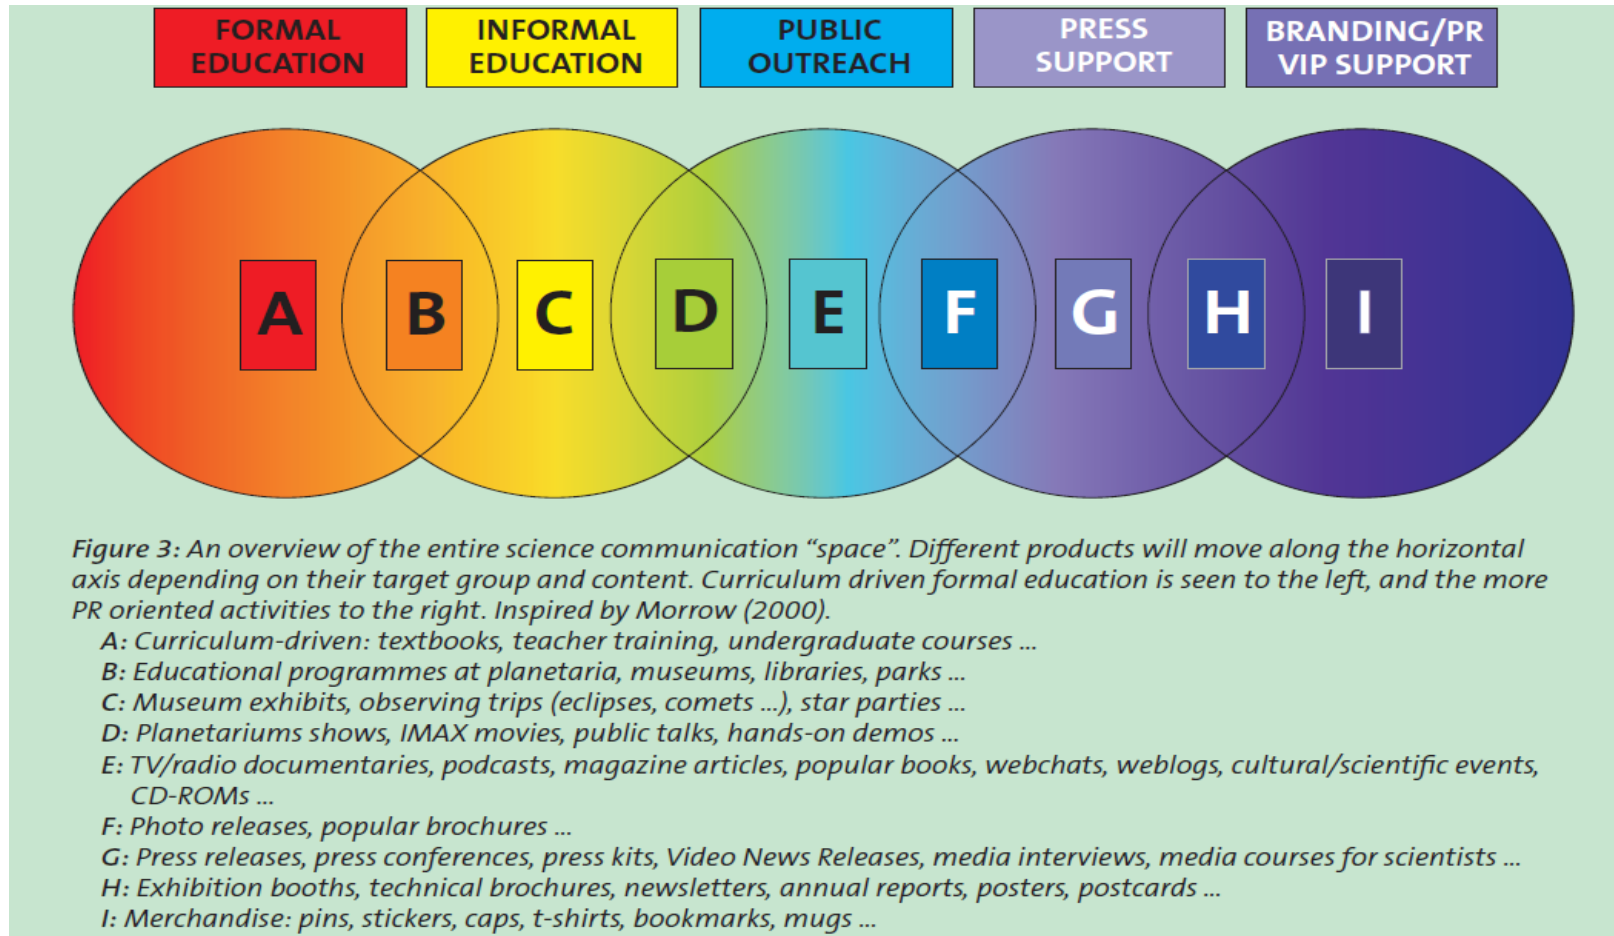 FORMAL
EDUCATION
INFORMAL
EDUCATION
PUBLIC
OUTREACH
PRESS
SUPPORT
BRANDING/PR
VIP SUPPORT
A
B
C
D
E
F
G
H
I
Figure 3: An overview of the entire science communication “space”. Different products will move along the horizontal
axis depending on their target group and content. Curriculum driven formal education is seen to the left, and the more
PR oriented activities to the right. Inspired by Morrow (2000).
A: Curriculum-driven: textbooks, teacher training, undergraduate courses ...
B: Educational programmes at planetaria, museums, libraries, parks ...
C: Museum exhibits, observing trips (eclipses, comets ...), star parties ...
D: Planetariums shows, IMAX movies, public talks, hands-on demos ...
E: TV/radio documentaries, podcasts, magazine articles, popular books, webchats, weblogs, cultural/scientific events,
CD-ROMs ...
F: Photo releases, popular brochures ...
G: Press releases, press conferences, press kits, Video News Releases, media interviews, media courses for scientists ...
H: Exhibition booths, technical brochures, newsletters, annual reports, posters, postcards ...
I: Merchandise: pins, stickers, caps, t-shirts, bookmarks, mugs ...